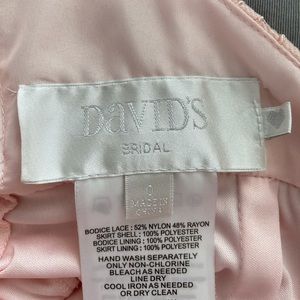 DAVID'S
BRIDAL
0
MADE IN
CHINA
BODICE LACE : 52% NYLON 48% RAYON
SKIRT SHELL : 100% POLYESTER
BODICE LINING : 100% POLYESTER
SKIRT LINING : 100% POLYESTER
HAND WASH SEPARATELY
ONLY NON-CHLORINE
BLEACH AS NEEDED
LINE DRY
COOL IRON AS NEEDED
OR DRY CLEAN